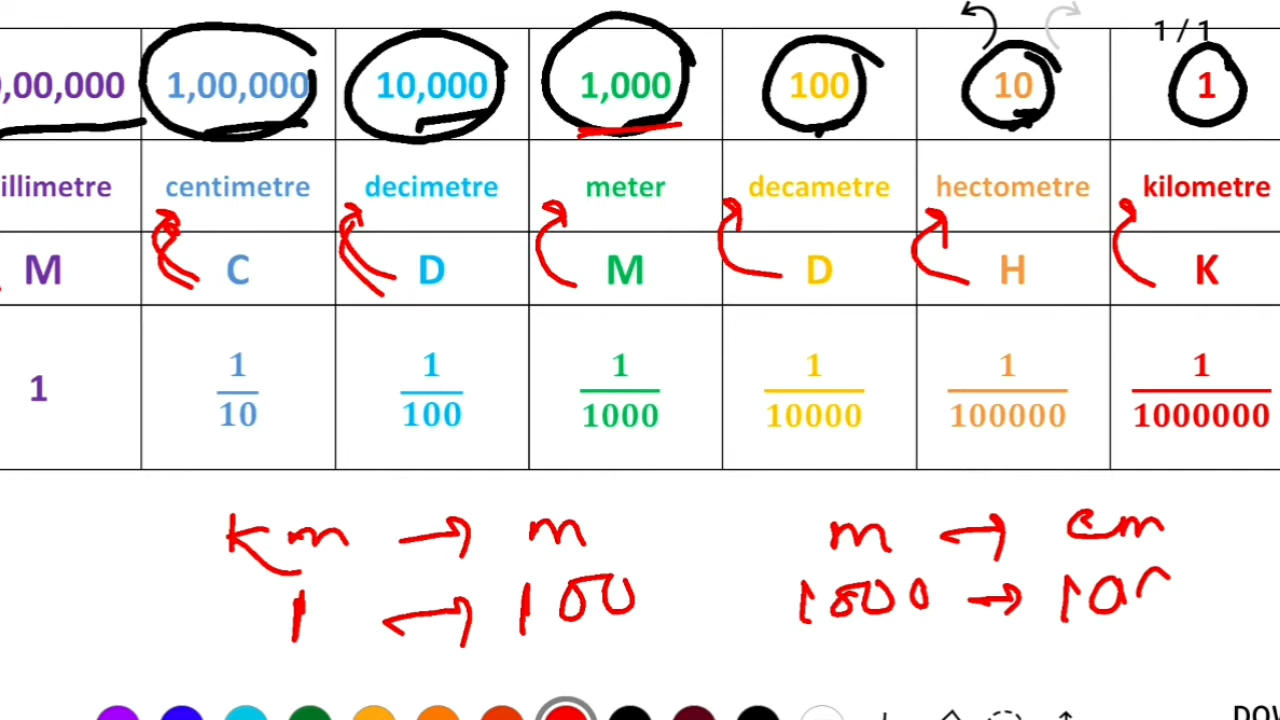 1 / 1
,00,000 1,00,000 10,000 1,000 100 10 1
illimetre centimetre decimetre meter decametre hectometre kilometre
M C D M D H K
1 1/10 1/100 1/1000 1/10000 1/100000 1/1000000
km → m m ↔ cm
1 ↔ 100 1000 → 100